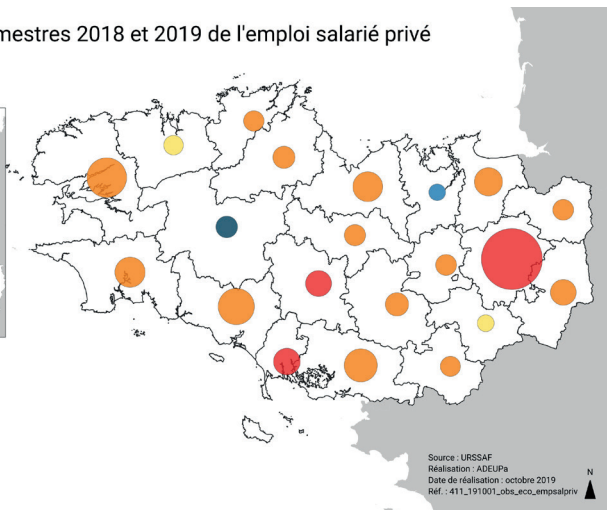 mestres 2018 et 2019 de l'emploi salarié privé
Source : URSSAF
Réalisation : ADEUPa
Date de réalisation : octobre 2019
Réf. : 411_191001_obs_eco_empsalpriv
N